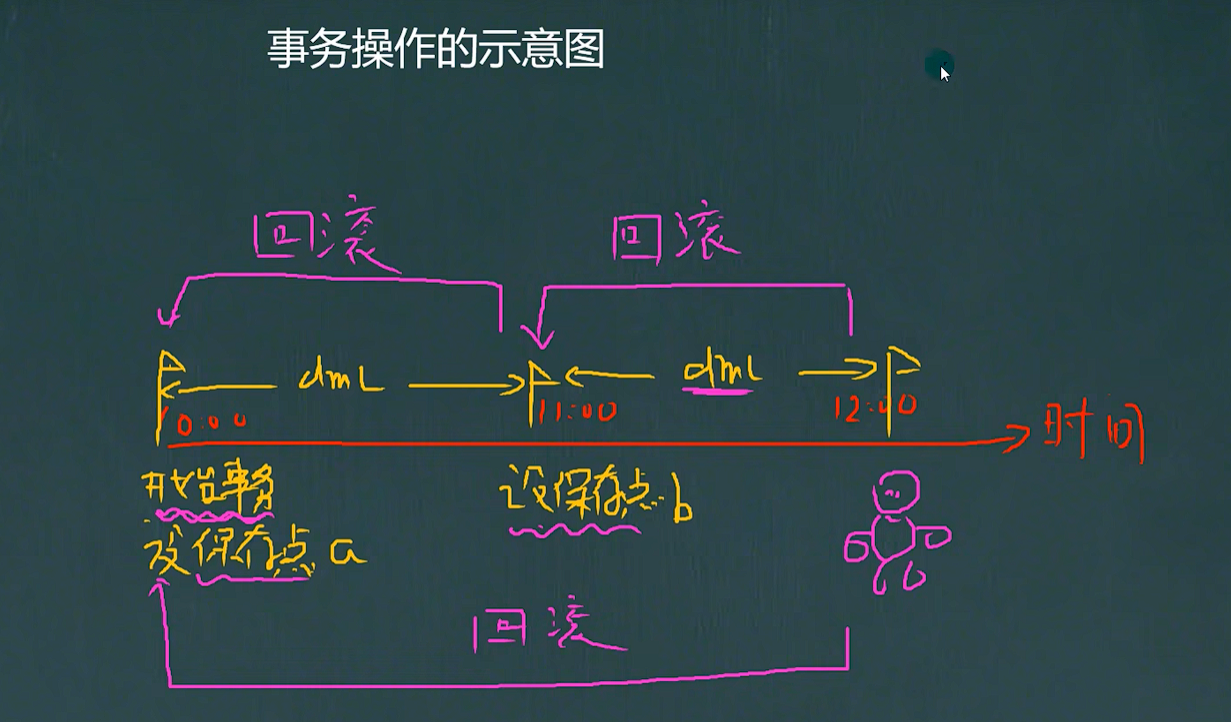 事务操作的示意图
回滚 回滚
dmL dmL
10:00 11:00 12:00 时间
开始事务 设保存点 b
设保存点 a
回滚